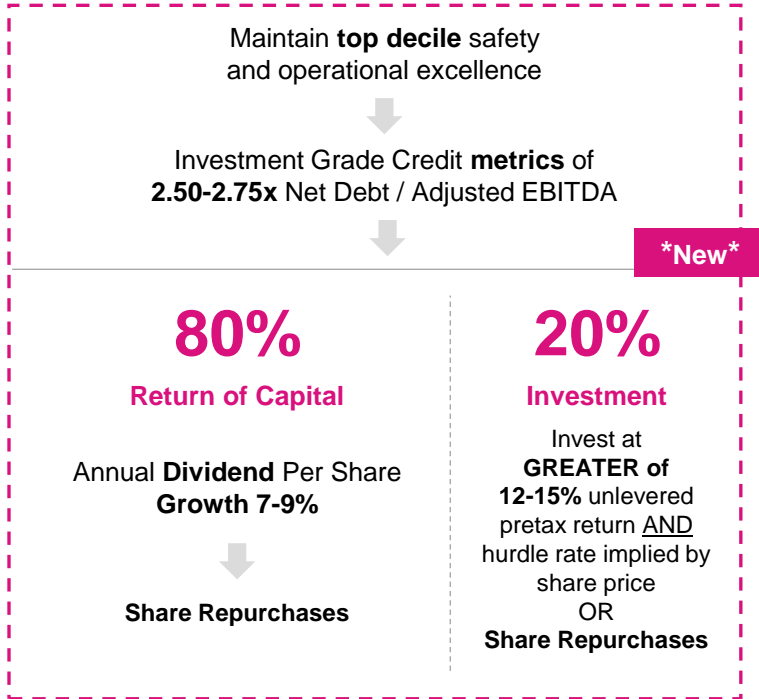 Maintain top decile safety
and operational excellence
Investment Grade Credit metrics of
2.50-2.75x Net Debt / Adjusted EBITDA
*New*
80%
Return of Capital
Annual Dividend Per Share
Growth 7-9%
Share Repurchases
20%
Investment
Invest at
GREATER of
12-15% unlevered
pretax return AND
hurdle rate implied by
share price
OR
Share Repurchases